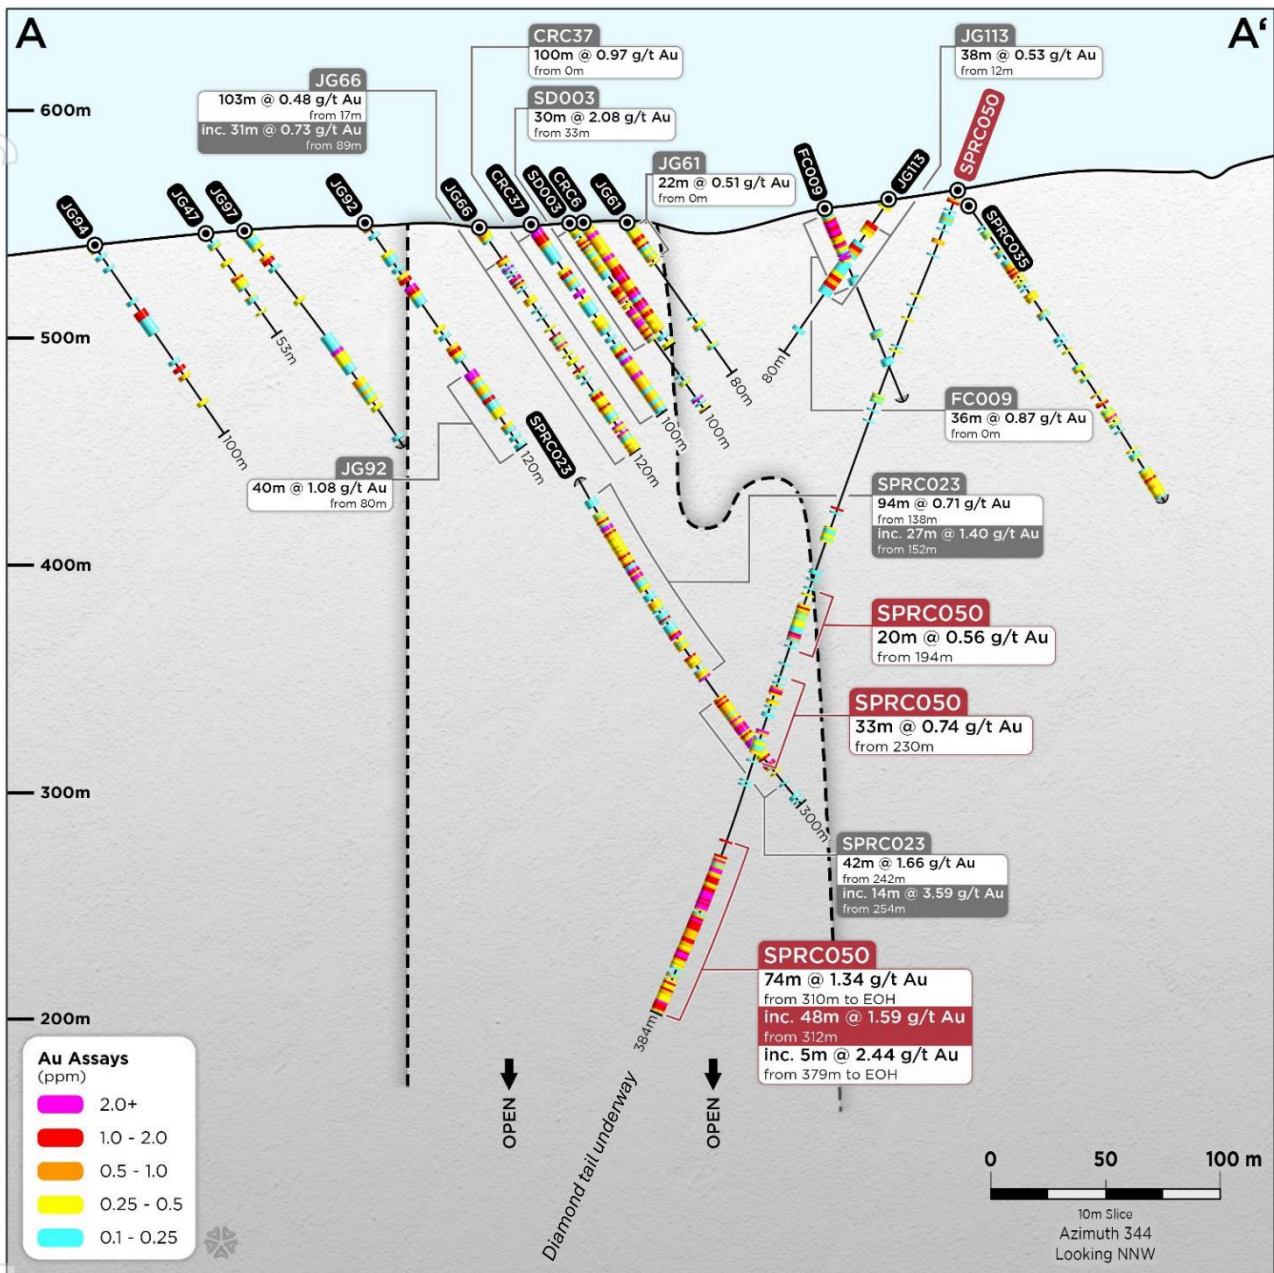 A
A‘
CRC37
100m @ 0.97 g/t Au
from 0m
JG113
38m @ 0.53 g/t Au
from 12m
JG66
103m @ 0.48 g/t Au
from 17m
inc. 31m @ 0.73 g/t Au
from 89m
SD003
30m @ 2.08 g/t Au
from 33m
JG61
22m @ 0.51 g/t Au
from 0m
600m
500m
400m
300m
200m
JG94
JG47
JG97
JG92
JG66
CRC37
SD003
CRC6
JG61
FC009
JG113
SPRC050
SPRC035
100m
53m
120m
120m
100m
100m
80m
80m
FC009
36m @ 0.87 g/t Au
from 0m
JG92
40m @ 1.08 g/t Au
from 80m
SPRC023
SPRC023
94m @ 0.71 g/t Au
from 138m
inc. 27m @ 1.40 g/t Au
from 152m
SPRC050
20m @ 0.56 g/t Au
from 194m
SPRC050
33m @ 0.74 g/t Au
from 230m
300m
SPRC023
42m @ 1.66 g/t Au
from 242m
inc. 14m @ 3.59 g/t Au
from 254m
SPRC050
74m @ 1.34 g/t Au
from 310m to EOH
inc. 48m @ 1.59 g/t Au
from 312m
inc. 5m @ 2.44 g/t Au
from 379m to EOH
384m
Diamond tail underway
OPEN
OPEN
Au Assays
(ppm)
2.0+
1.0 - 2.0
0.5 - 1.0
0.25 - 0.5
0.1 - 0.25
0 50 100 m
10m Slice
Azimuth 344
Looking NNW